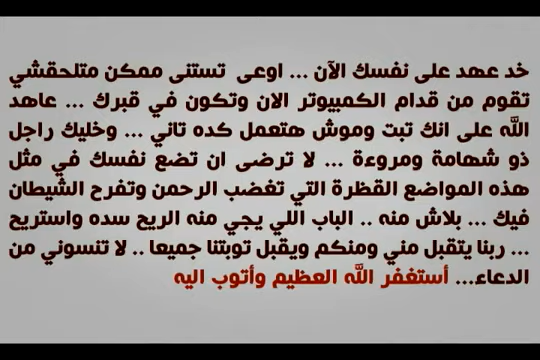 خد عهد على نفسك الآن ... اوعى تستنى ممكن متلحقشي
تقوم من قدام الكمبيوتر الان وتكون في قبرك ... عاهد
الله على انك تبت وموش هتعمل كده تاني ... وخليك راجل
ذو شهامة ومروءة ... لا ترضى ان تضع نفسك في مثل
هذه المواضع القظرة التي تغضب الرحمن وتفرح الشيطان
فيك ... بلاش منه .. الباب اللي يجي منه الريح سده واستريح
... ربنا يتقبل مني ومنكم ويقبل توبتنا جميعا .. لا تنسوني من
الدعاء... أستغفر الله العظيم وأتوب اليه